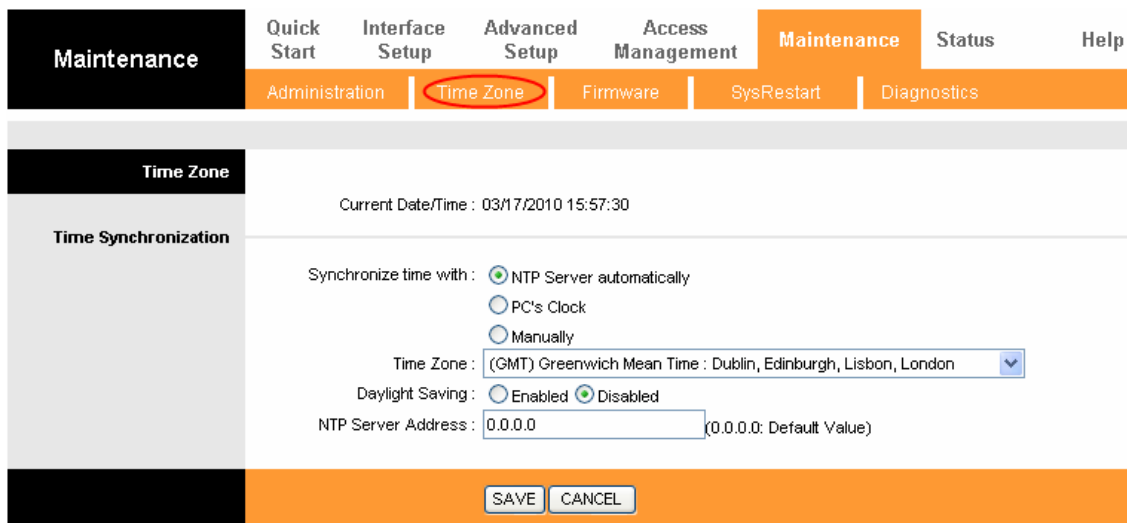 Maintenance
Quick Start
Interface Setup
Advanced Setup
Access Management
Maintenance
Status
Help
Administration
Time Zone
Firmware
SysRestart
Diagnostics
Time Zone
Current Date/Time : 03/17/2010 15:57:30
Time Synchronization
Synchronize time with : NTP Server automatically
PC's Clock
Manually
Time Zone : (GMT) Greenwich Mean Time : Dublin, Edinburgh, Lisbon, London
Daylight Saving : Enabled Disabled
NTP Server Address : 0.0.0.0 (0.0.0.0: Default Value)
SAVE CANCEL